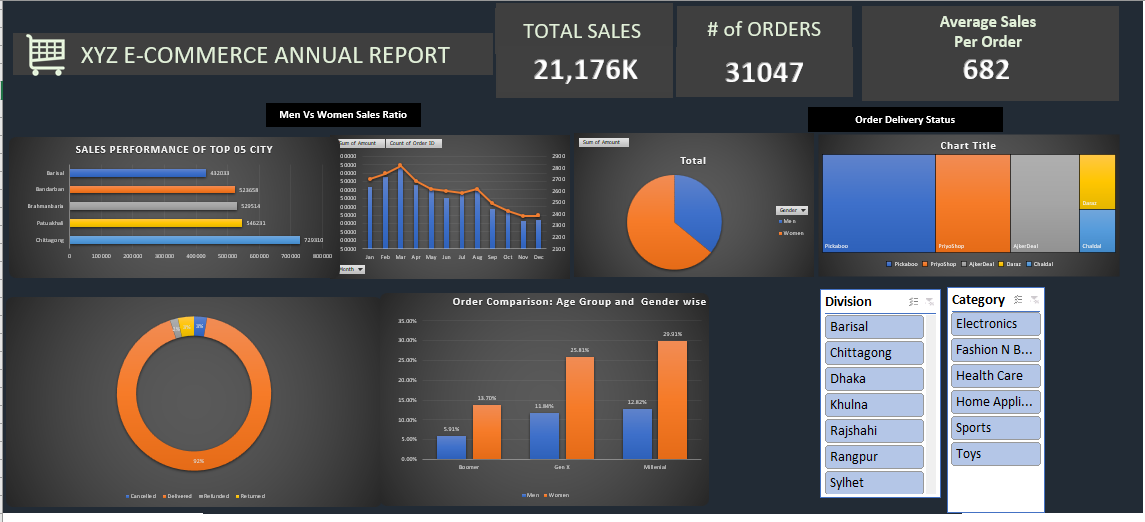 XYZ E-COMMERCE ANNUAL REPORT
TOTAL SALES
21,176K
# of ORDERS
31047
Average Sales
Per Order
682
Men Vs Women Sales Ratio
Order Delivery Status
SALES PERFORMANCE OF TOP 05 CITY
Barisal
432033
Bandarban
523658
Brahmanbaria
529514
Patuakhali
546231
Chittagong
729310
0 100000 200000 300000 400000 500000 600000 700000 800000
Sum of Amount Count of Order ID
2900
2800
2700
2600
2500
2400
2300
2200
2100
Jan Feb Mar Apr May Jun Jul Aug Sep Oct Nov Dec
Month
Sum of Amount
Total
Gender
Men
Women
Chart Title
Pickaboo
PriyoShop
AjkerDeal
Daraz
Chaldal
Pickaboo PriyoShop AjkerDeal Daraz Chaldal
3%
92%
Cancelled Delivered Refunded Returned
Order Comparison: Age Group and Gender wise
35.00%
30.00%
25.00%
20.00%
15.00%
10.00%
5.00%
0.00%
5.91%
13.70%
11.84%
25.81%
12.82%
29.91%
Boomer Gen X Millenial
Men Women
Division
Barisal
Chittagong
Dhaka
Khulna
Rajshahi
Rangpur
Sylhet
Category
Electronics
Fashion N B...
Health Care
Home Appli...
Sports
Toys